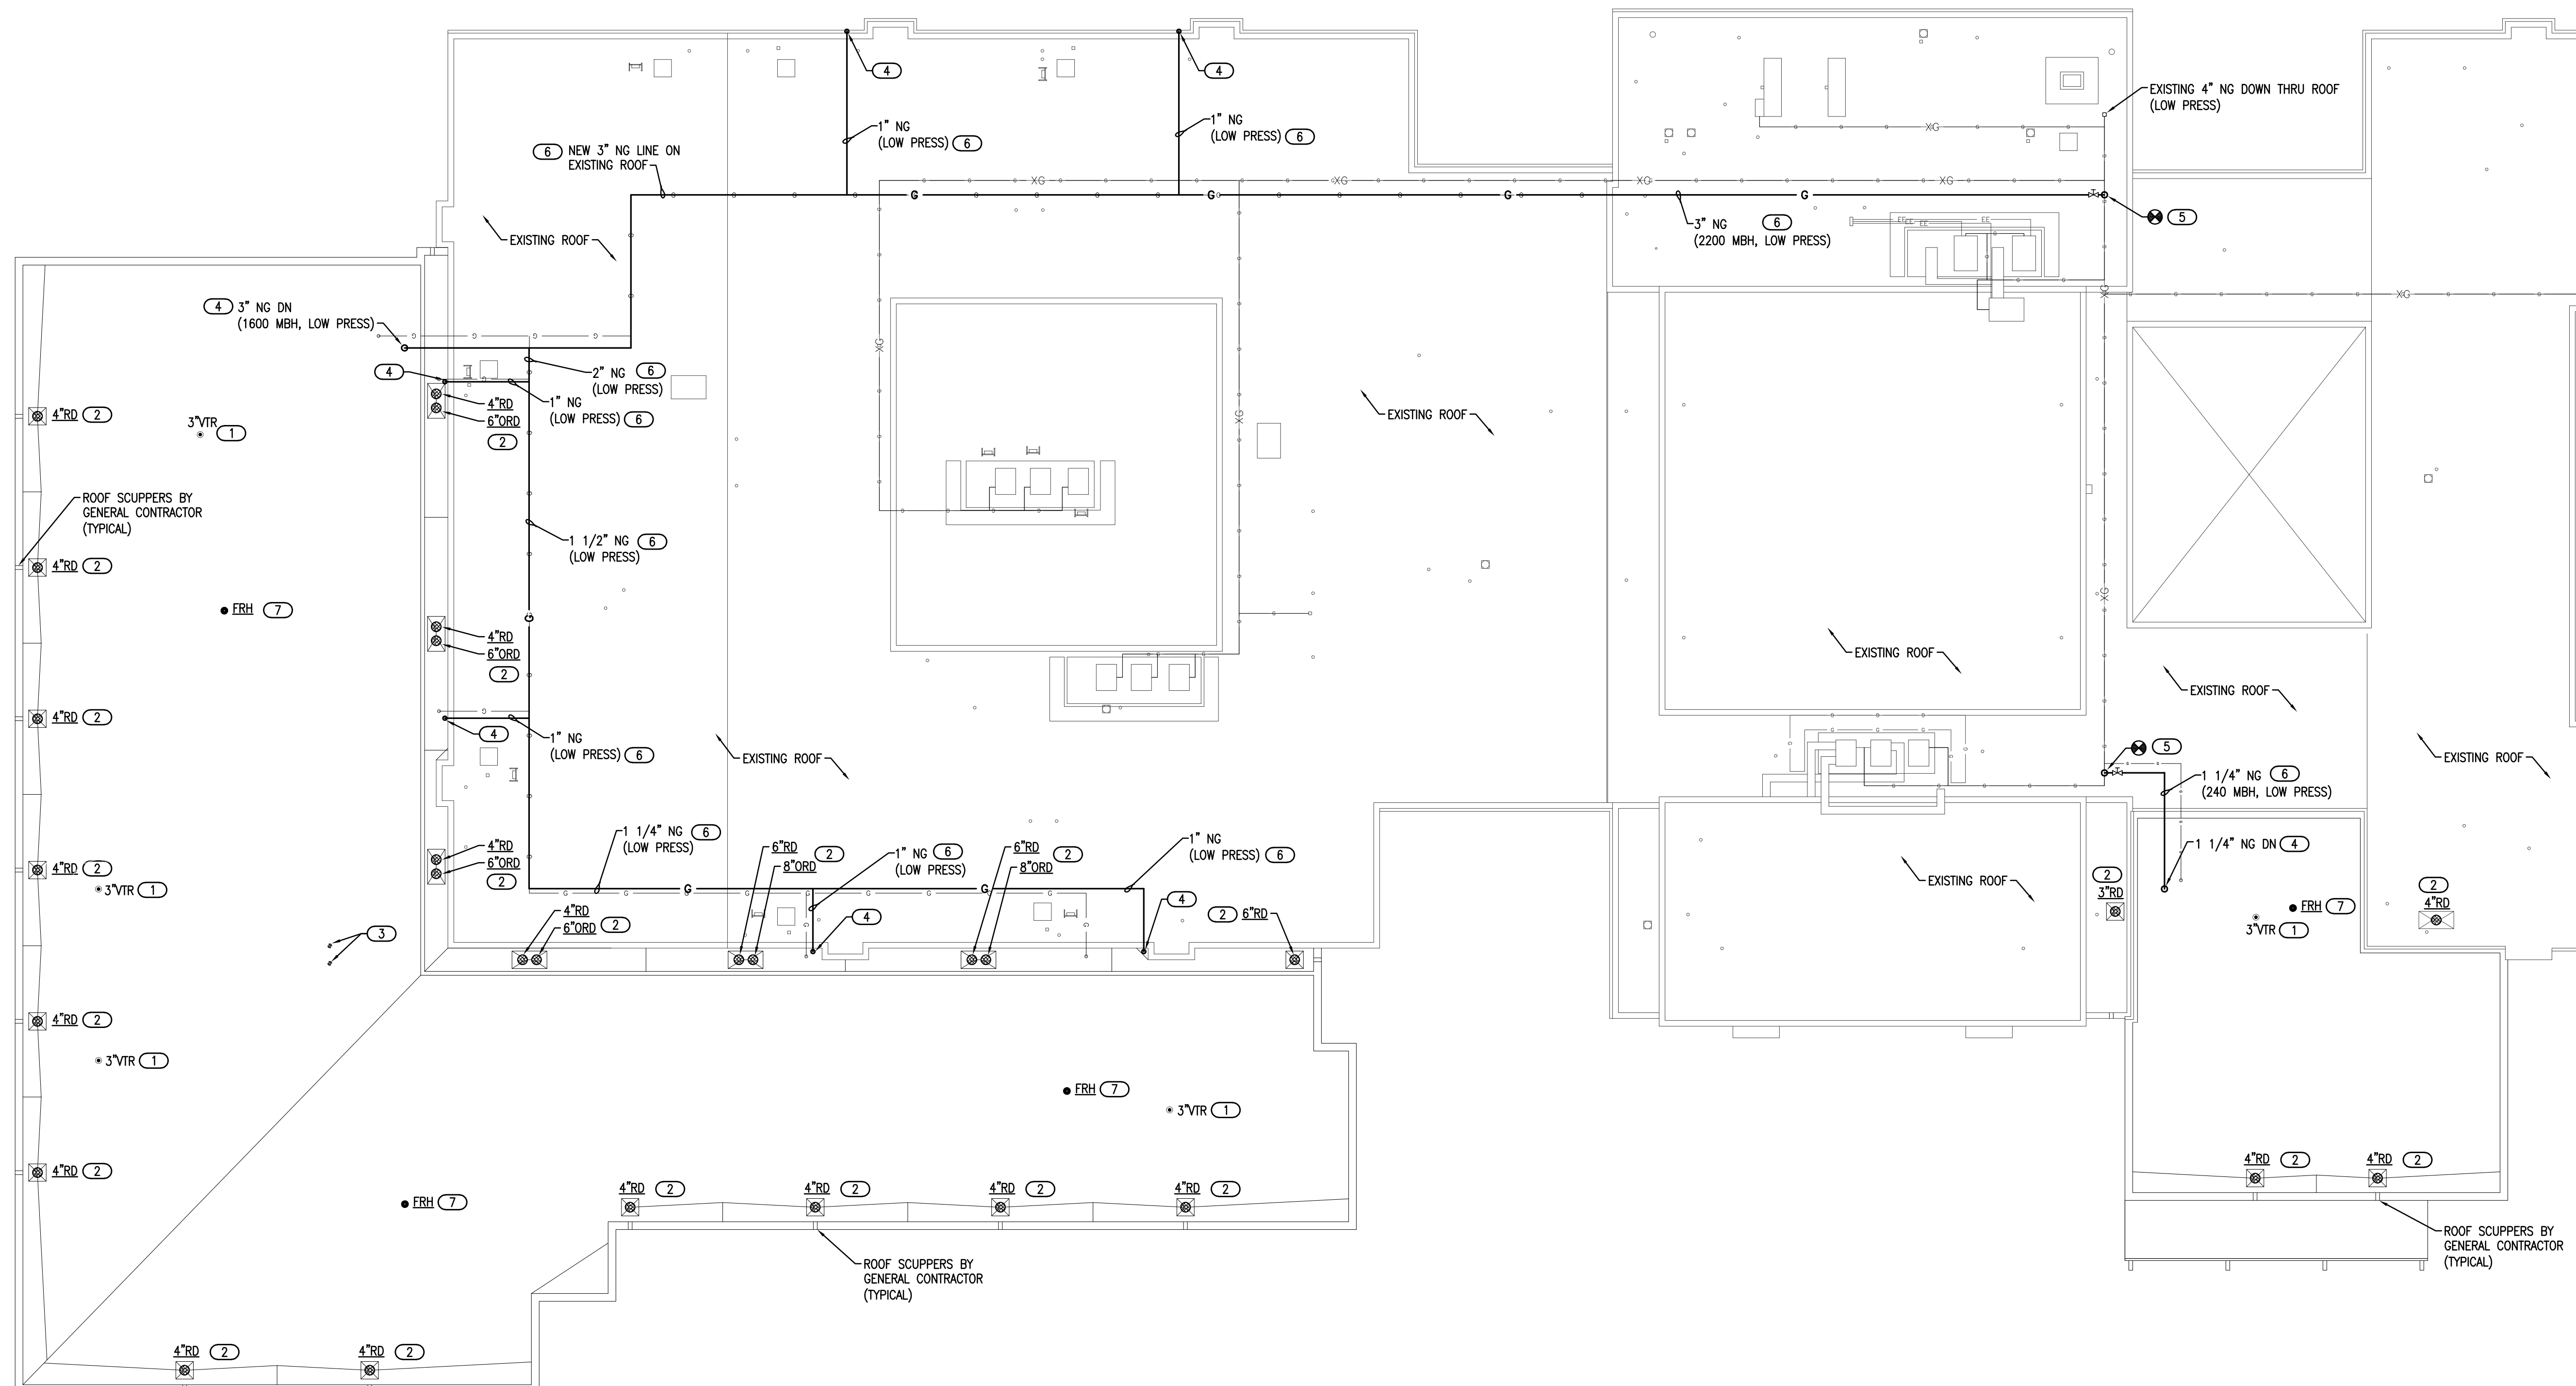 4
4
EXISTING 4" NG DOWN THRU ROOF
(LOW PRESS)
1" NG
(LOW PRESS) 6
1" NG
(LOW PRESS) 6
XG
6 NEW 3" NG LINE ON
EXISTING ROOF
XG
XG
XG
XG
G
G
G
G
3" NG 6
(2200 MBH, LOW PRESS)
5
EXISTING ROOF
EE
EE
EE
EE
XG
XG
4 3" NG DN
(1600 MBH, LOW PRESS)
XG
4
2" NG 6
(LOW PRESS)
1" NG
(LOW PRESS) 6
4"RD
6"ORD
2
4"RD 2
3"VTR
1
XG
EXISTING ROOF
ROOF SCUPPERS BY
GENERAL CONTRACTOR
(TYPICAL)
1 1/2" NG 6
(LOW PRESS)
4"RD 2
FRH 7
G
XG
4"RD
6"ORD
2
EXISTING ROOF
EXISTING ROOF
4"RD 2
4
1" NG
(LOW PRESS) 6
EXISTING ROOF
5
EXISTING ROOF
1 1/4" NG 6
(240 MBH, LOW PRESS)
1 1/4" NG 6
(LOW PRESS)
4"RD
6"ORD
2
6"RD 2
8"ORD
1" NG 6
(LOW PRESS)
6"RD 2
8"ORD
1" NG
(LOW PRESS) 6
1 1/4" NG DN 4
4"RD 2
3"VTR 1
G
G
EXISTING ROOF
2
3"RD
2
4"RD
4"RD
6"ORD 2
4
4
2 6"RD
FRH 7
3"VTR 1
3
4"RD 2
3"VTR 1
FRH 7
3"VTR 1
4"RD 2
4"RD 2
4"RD 2
4"RD 2
4"RD 2
4"RD 2
4"RD 2
FRH 7
ROOF SCUPPERS BY
GENERAL CONTRACTOR
(TYPICAL)
ROOF SCUPPERS BY
GENERAL CONTRACTOR
(TYPICAL)
4"RD 2
4"RD 2